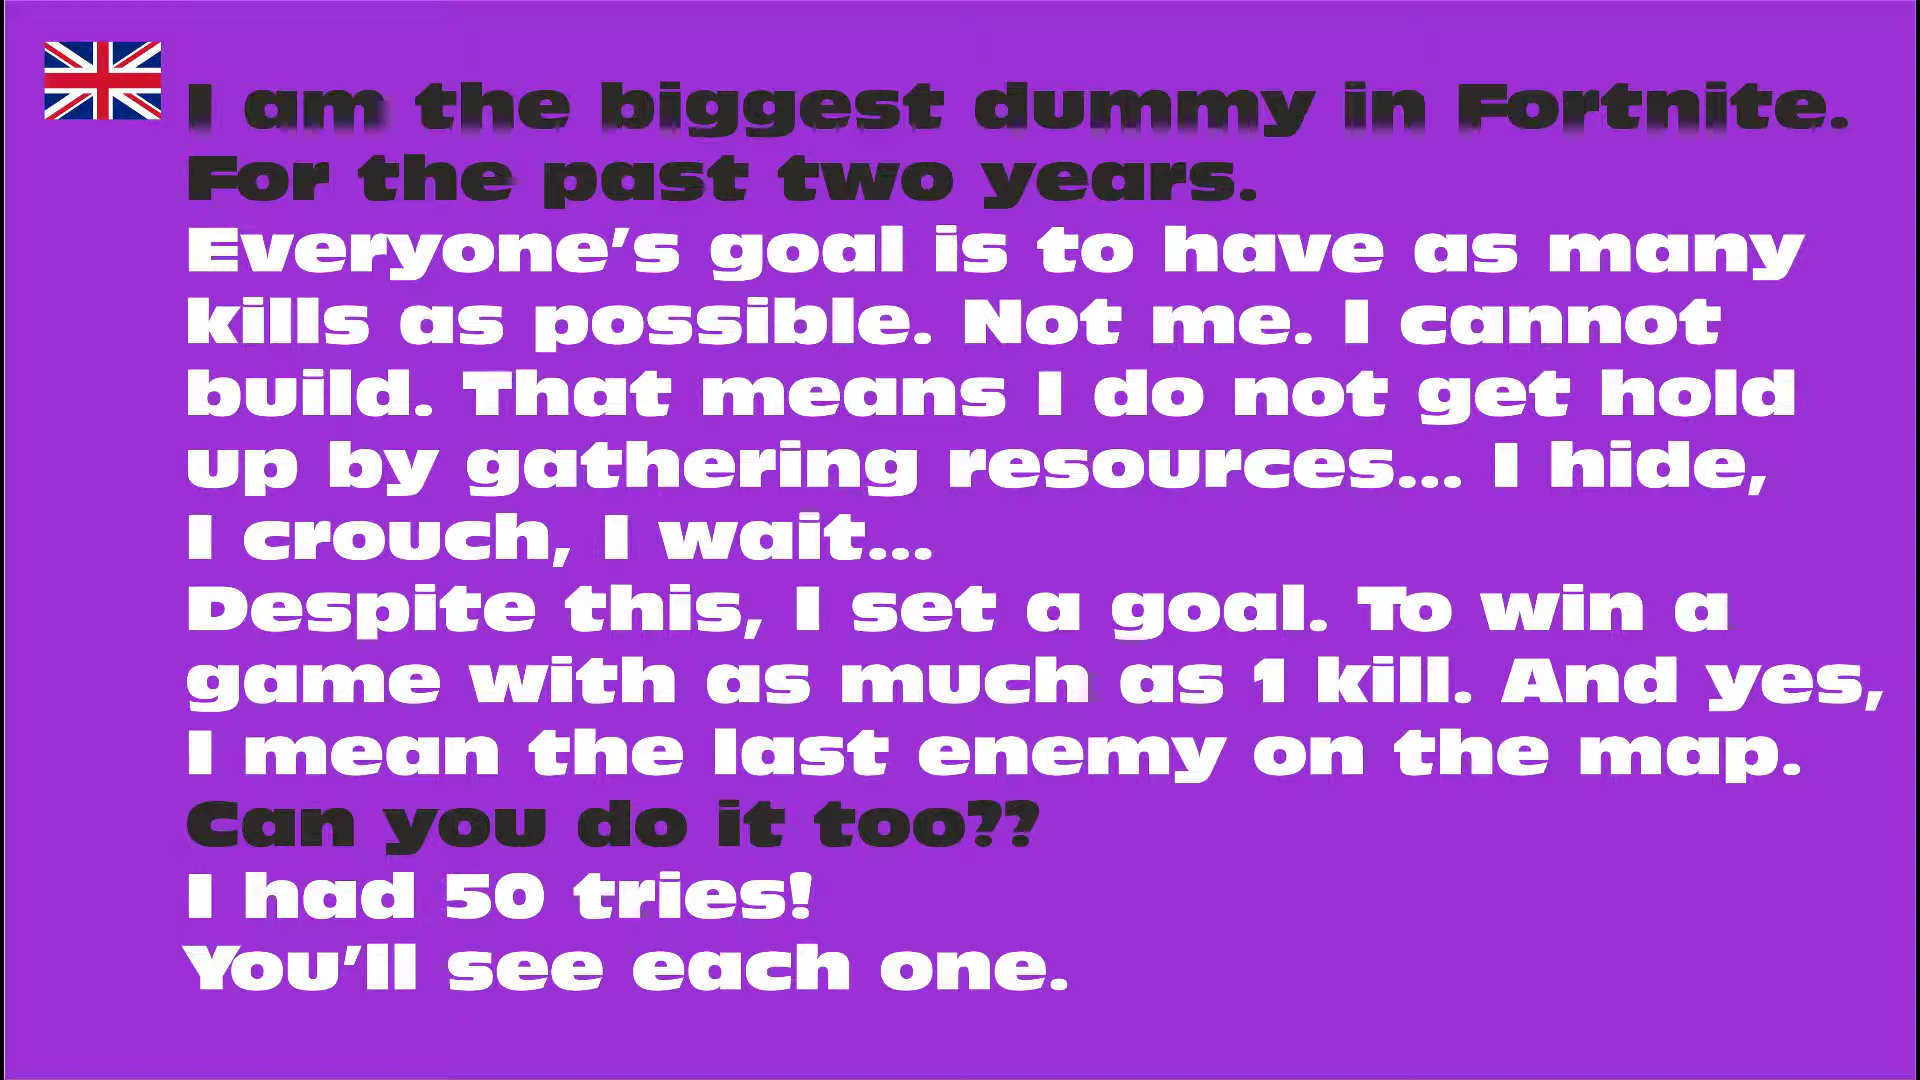 I am the biggest dummy in Fortnite.
For the past two years.
Everyone’s goal is to have as many
kills as possible. Not me. I cannot
build. That means I do not get hold
up by gathering resources... I hide,
I crouch, I wait...
Despite this, I set a goal. To win a
game with as much as 1 kill. And yes,
I mean the last enemy on the map.
Can you do it too??
I had 50 tries!
You’ll see each one.